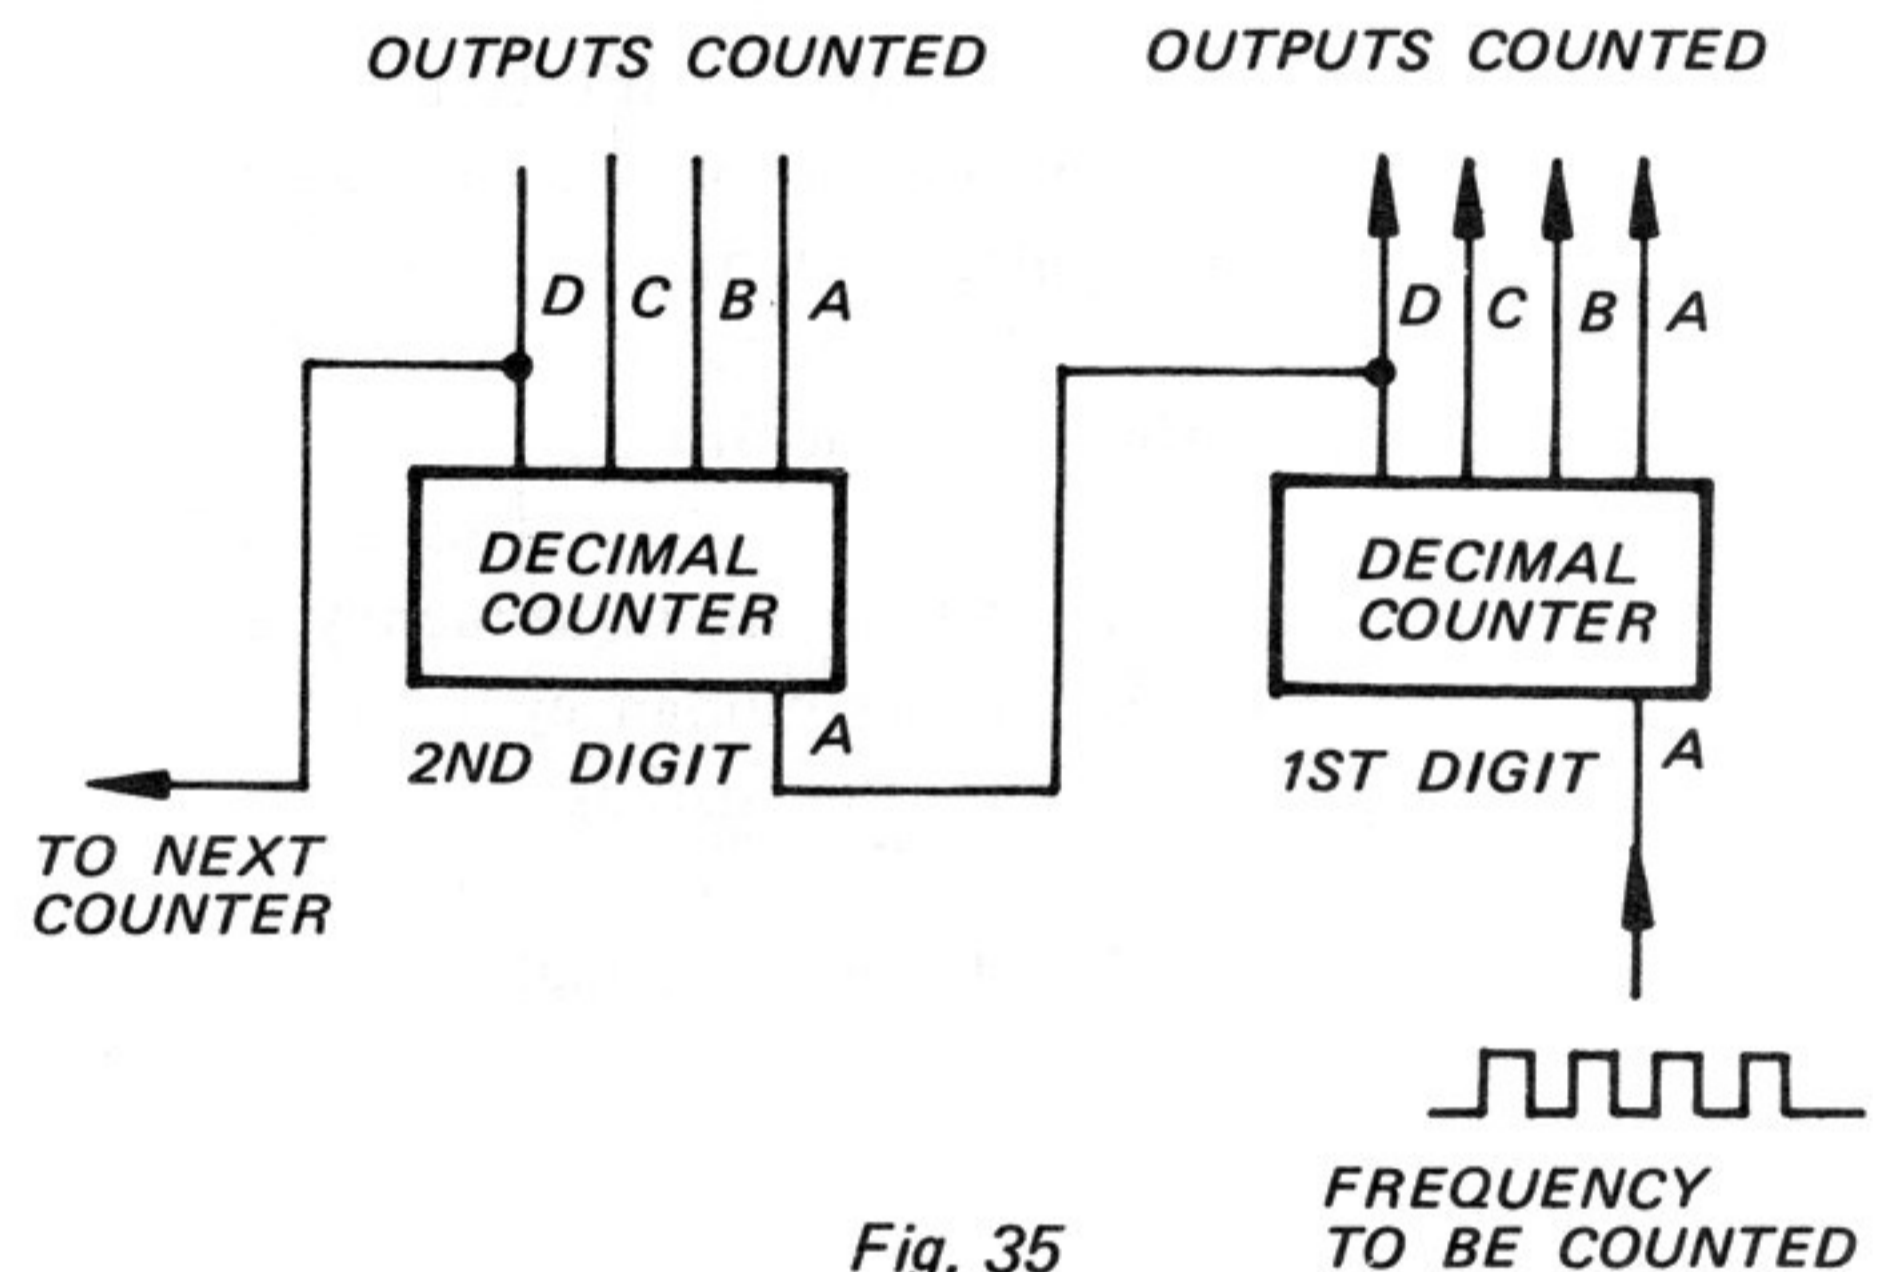 OUTPUTS COUNTED
OUTPUTS COUNTED
D C B A
D C B A
DECIMAL
COUNTER
DECIMAL
COUNTER
2ND DIGIT
A
1ST DIGIT
A
TO NEXT
COUNTER
FREQUENCY
TO BE COUNTED
Fig. 35